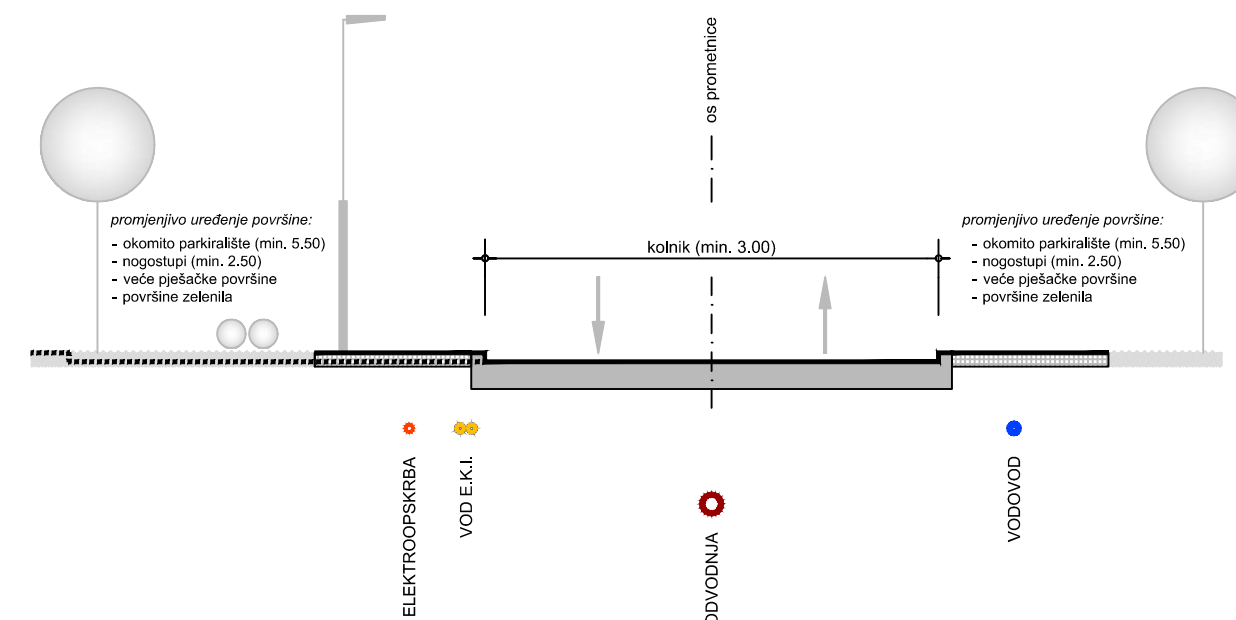 os prometnice
promjenjivo uređenje površine:
- okomito parkiralište (min. 5.50)
- nogostupi (min. 2.50)
- veće pješačke površine
- površine zelenila
kolnik (min. 3.00)
promjenjivo uređenje površine:
- okomito parkiralište (min. 5.50)
- nogostupi (min. 2.50)
- veće pješačke površine
- površine zelenila
ELEKTROOPSKRBA
VOD E.K.I.
ODVODNJA
VODOVOD